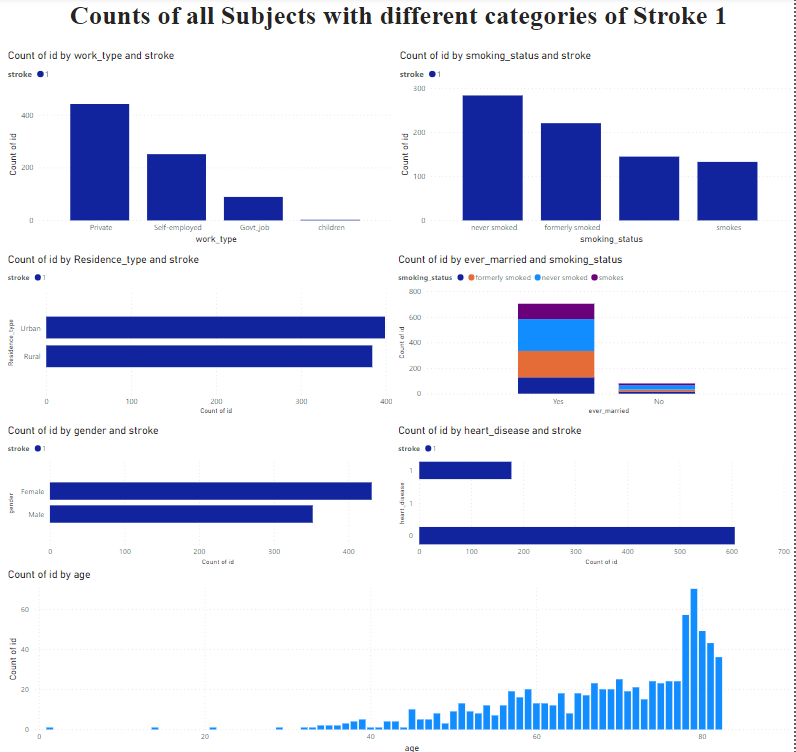 Counts of all Subjects with different categories of Stroke 1
Count of id by work_type and stroke
stroke 1
Count of id
400
200
0
Private Self-employed Govt_job children
work_type
Count of id by smoking_status and stroke
stroke 1
Count of id
300
200
100
0
never smoked formerly smoked smokes
smoking_status
Count of id by Residence_type and stroke
stroke 1
Residence_type
Urban
Rural
0 100 200 300 400
Count of id
Count of id by ever_married and smoking_status
smoking_status formerly smoked never smoked smokes
Count of id
800
600
400
200
0
Yes No
ever_married
Count of id by gender and stroke
stroke 1
gender
Female
Male
0 100 200 300 400
Count of id
Count of id by heart_disease and stroke
stroke 1
heart_disease
1
1
0
0 100 200 300 400 500 600 700
Count of id
Count of id by age
Count of id
60
40
20
0
0 20 40 60 80
age